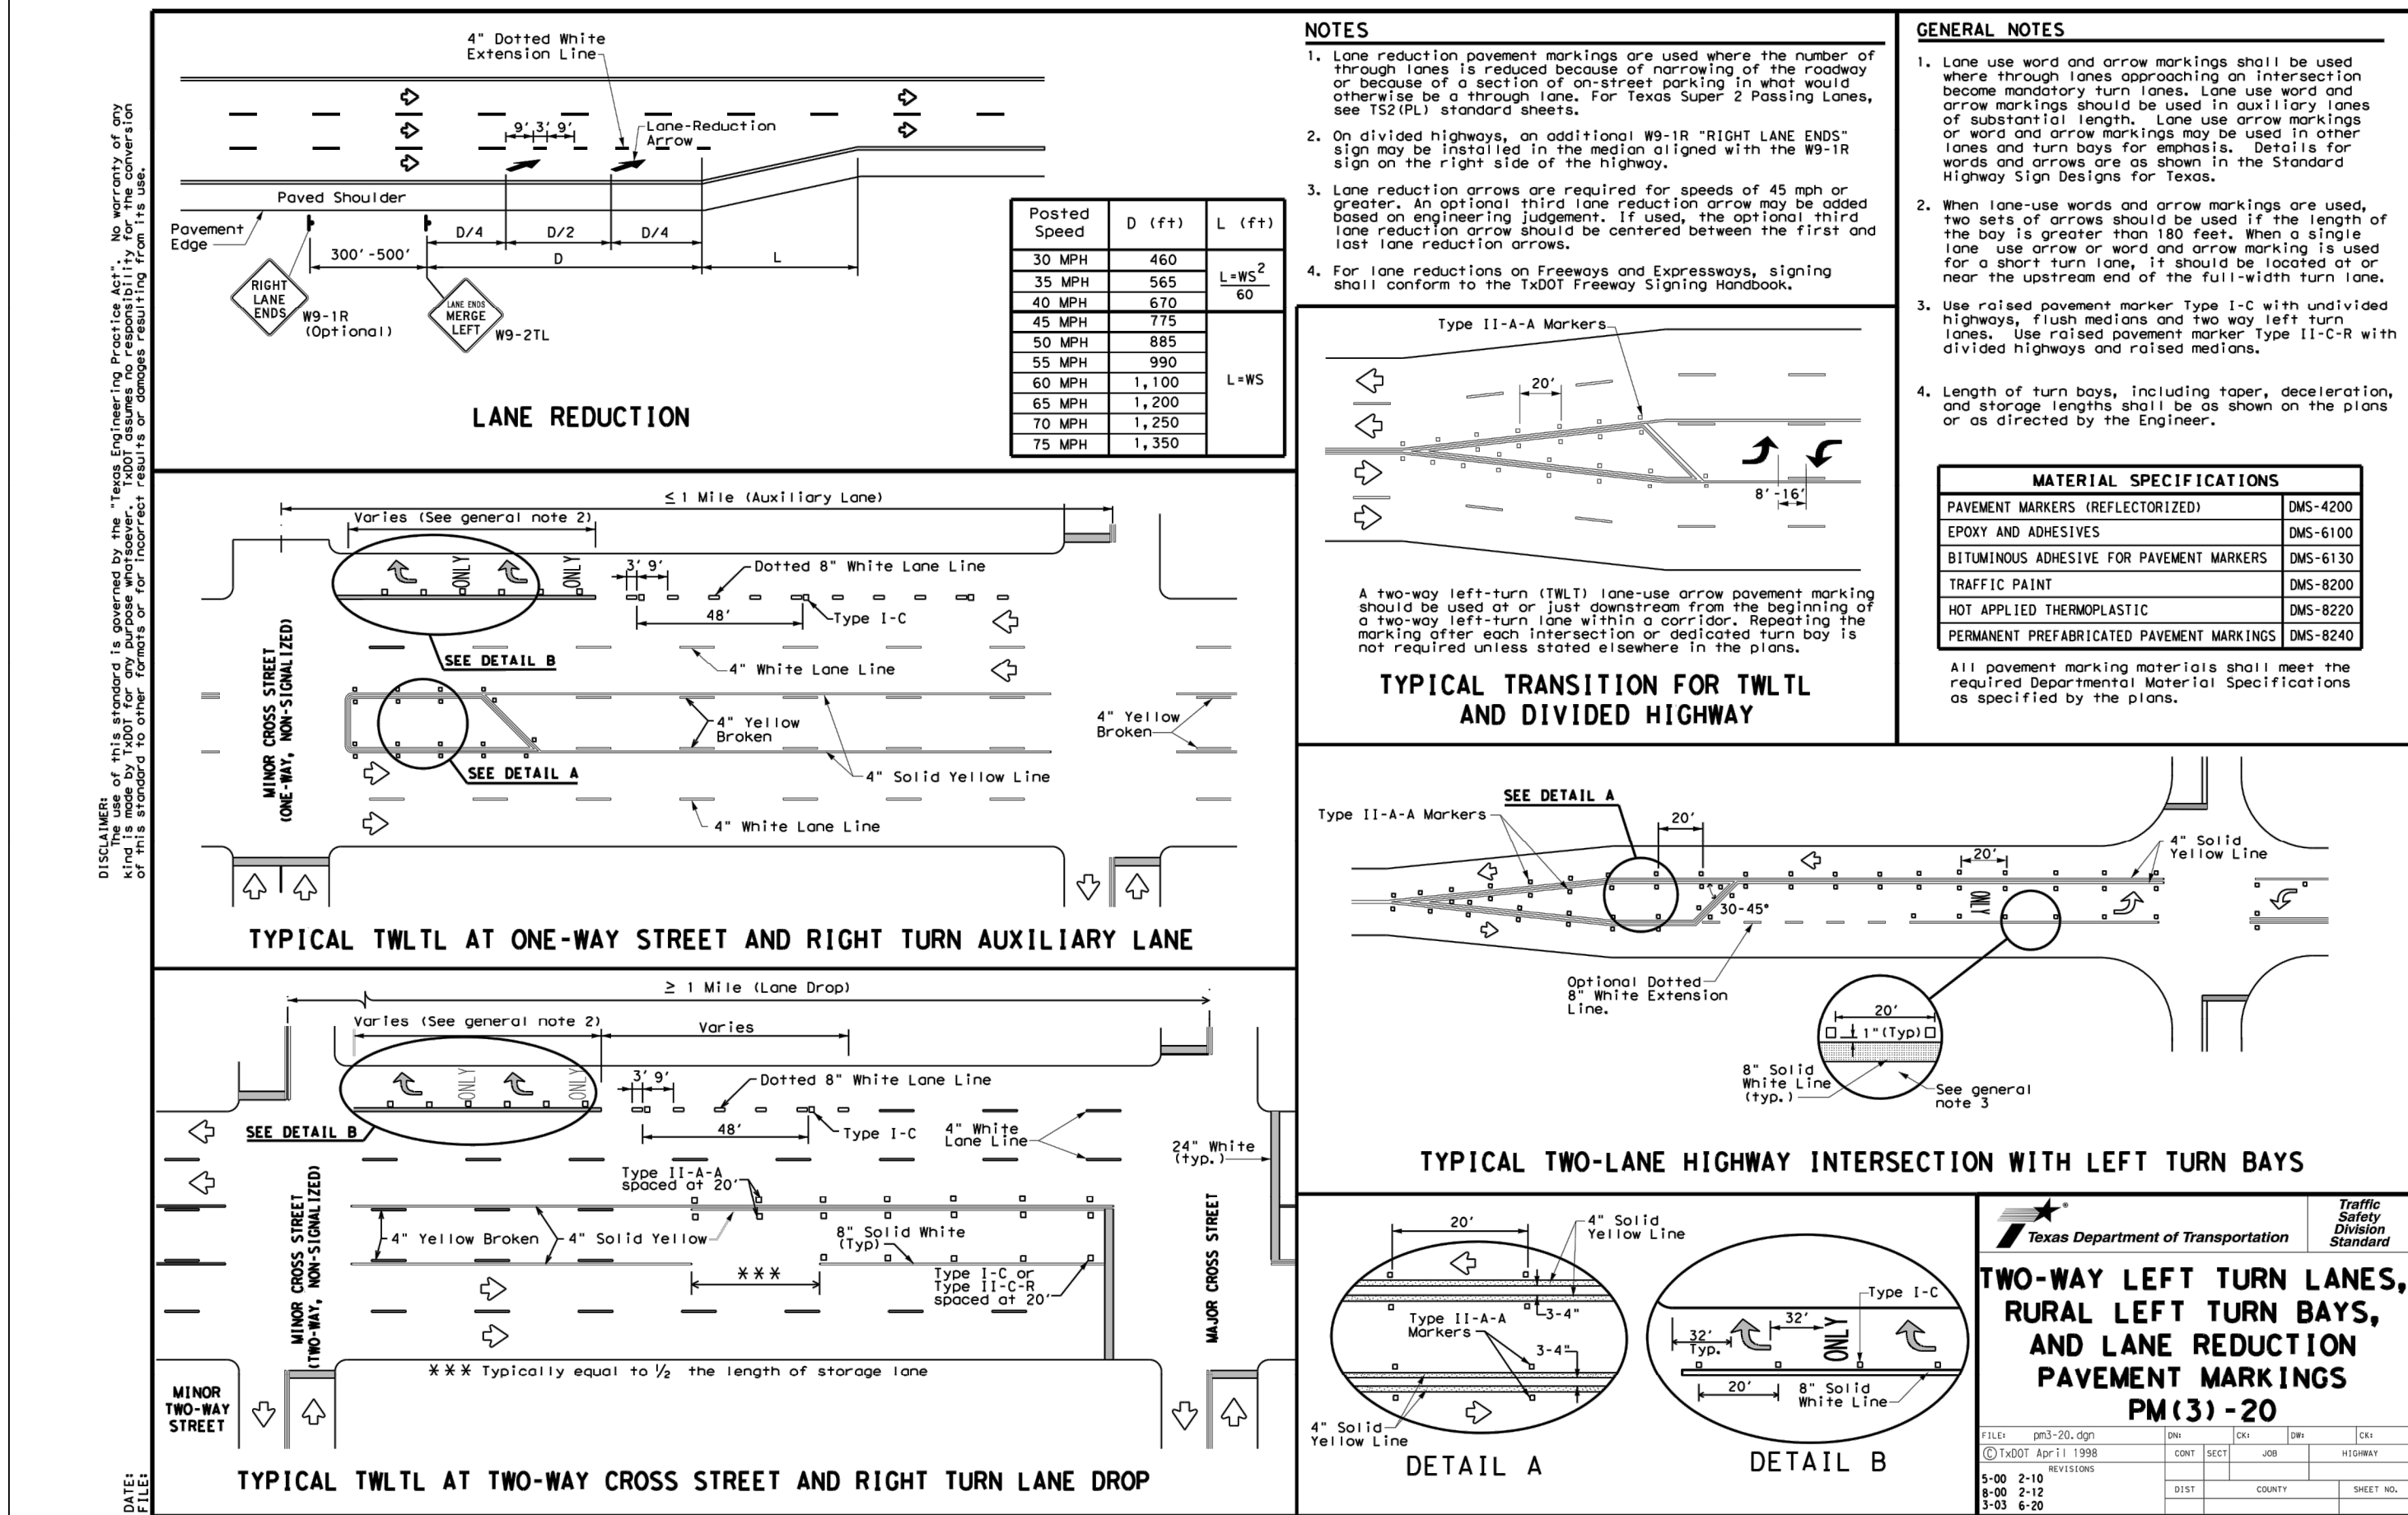 DISCLAIMER:
The use of this standard is governed by the "Texas Engineering Practice Act". No warranty of any
kind is made by TxDOT for any purpose whatsoever. TxDOT assumes no responsibility for the conversion
of this standard to other formats or for incorrect results or damages resulting from its use.
DATE:
FILE:
4" Dotted White
Extension Line
9' 3' 9'
Lane-Reduction
Arrow
Paved Shoulder
Pavement
Edge
D/4
D/2
D/4
300'-500'
D
L
RIGHT
LANE
ENDS
W9-1R
(Optional)
LANE ENDS
MERGE
LEFT
W9-2TL
LANE REDUCTION
Posted
Speed
D (ft)
L (ft)
30 MPH 460
35 MPH 565
40 MPH 670
L=WS²
60
45 MPH 775
50 MPH 885
55 MPH 990
60 MPH 1,100
65 MPH 1,200
70 MPH 1,250
75 MPH 1,350
L=WS
NOTES
1. Lane reduction pavement markings are used where the number of
through lanes is reduced because of narrowing of the roadway
or because of a section of on-street parking in what would
otherwise be a through lane. For Texas Super 2 Passing Lanes,
see TS2(PL) standard sheets.
2. On divided highways, an additional W9-1R "RIGHT LANE ENDS"
sign may be installed in the median aligned with the W9-1R
sign on the right side of the highway.
3. Lane reduction arrows are required for speeds of 45 mph or
greater. An optional third lane reduction arrow may be added
based on engineering judgement. If used, the optional third
lane reduction arrow should be centered between the first and
last lane reduction arrows.
4. For lane reductions on Freeways and Expressways, signing
shall conform to the TxDOT Freeway Signing Handbook.
GENERAL NOTES
1. Lane use word and arrow markings shall be used
where through lanes approaching an intersection
become mandatory turn lanes. Lane use word and
arrow markings should be used in auxiliary lanes
of substantial length. Lane use arrow markings
or word and arrow markings may be used in other
lanes and turn bays for emphasis. Details for
words and arrows are as shown in the Standard
Highway Sign Designs for Texas.
2. When lane-use words and arrow markings are used,
two sets of arrows should be used if the length of
the bay is greater than 180 feet. When a single
lane use arrow or word and arrow marking is used
for a short turn lane, it should be located at or
near the upstream end of the full-width turn lane.
3. Use raised pavement marker Type I-C with undivided
highways, flush medians and two way left turn
lanes. Use raised pavement marker Type II-C-R with
divided highways and raised medians.
4. Length of turn bays, including taper, deceleration,
and storage lengths shall be as shown on the plans
or as directed by the Engineer.
MATERIAL SPECIFICATIONS
PAVEMENT MARKERS (REFLECTORIZED) DMS-4200
EPOXY AND ADHESIVES DMS-6100
BITUMINOUS ADHESIVE FOR PAVEMENT MARKERS DMS-6130
TRAFFIC PAINT DMS-8200
HOT APPLIED THERMOPLASTIC DMS-8220
PERMANENT PREFABRICATED PAVEMENT MARKINGS DMS-8240
All pavement marking materials shall meet the
required Departmental Material Specifications
as specified by the plans.
Type II-A-A Markers
20'
8'-16'
A two-way left-turn (TWLT) lane-use arrow pavement marking
should be used at or just downstream from the beginning of
a two-way left-turn lane within a corridor. Repeating the
marking after each intersection or dedicated turn bay is
not required unless stated elsewhere in the plans.
TYPICAL TRANSITION FOR TWLTL
AND DIVIDED HIGHWAY
≤ 1 Mile (Auxiliary Lane)
Varies (See general note 2)
ONLY
ONLY
3' 9'
Dotted 8" White Lane Line
48'
Type I-C
SEE DETAIL B
4" White Lane Line
MINOR CROSS STREET
(ONE-WAY, NON-SIGNALIZED)
4" Yellow
Broken
4" Yellow
Broken
SEE DETAIL A
4" Solid Yellow Line
4" White Lane Line
TYPICAL TWLTL AT ONE-WAY STREET AND RIGHT TURN AUXILIARY LANE
SEE DETAIL A
Type II-A-A Markers
20'
20'
4" Solid
Yellow Line
ONLY
30-45°
Optional Dotted
8" White Extension
Line.
20'
1"(Typ)
8" Solid
White Line
(typ.)
See general
note 3
TYPICAL TWO-LANE HIGHWAY INTERSECTION WITH LEFT TURN BAYS
≥ 1 Mile (Lane Drop)
Varies (See general note 2)
Varies
ONLY
ONLY
3' 9'
Dotted 8" White Lane Line
48'
Type I-C
4" White
Lane Line
SEE DETAIL B
24" White
(typ.)
Type II-A-A
spaced at 20'
MINOR CROSS STREET
(TWO-WAY, NON-SIGNALIZED)
4" Yellow Broken
4" Solid Yellow
8" Solid White
(Typ)
***
Type I-C or
Type II-C-R
spaced at 20'
MAJOR CROSS STREET
*** Typically equal to ½ the length of storage lane
MINOR
TWO-WAY
STREET
TYPICAL TWLTL AT TWO-WAY CROSS STREET AND RIGHT TURN LANE DROP
20'
4" Solid
Yellow Line
Type II-A-A
Markers
3-4"
3-4"
4" Solid
Yellow Line
DETAIL A
Type I-C
32'
Typ.
32'
ONLY
20'
8" Solid
White Line
DETAIL B
®
Texas Department of Transportation
Traffic
Safety
Division
Standard
TWO-WAY LEFT TURN LANES,
RURAL LEFT TURN BAYS,
AND LANE REDUCTION
PAVEMENT MARKINGS
PM(3)-20
FILE: pm3-20.dgn DN: CK: DW: CK:
© TxDOT April 1998 CONT SECT JOB HIGHWAY
REVISIONS
5-00 2-10
8-00 2-12
3-03 6-20
DIST COUNTY SHEET NO.